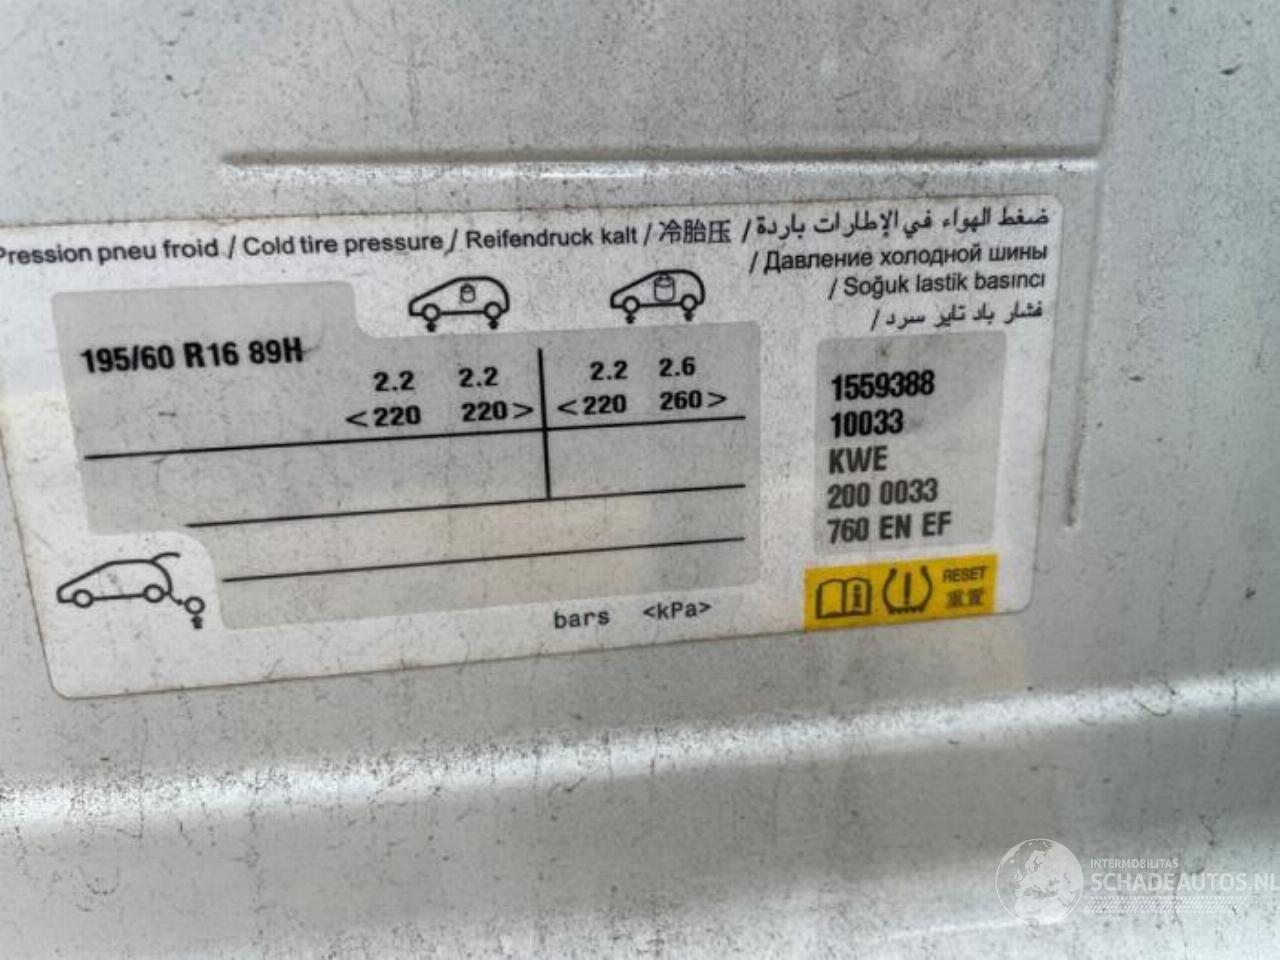 Pression pneu froid / Cold tire pressure / Reifendruck kalt / 冷胎压 / ضغط الهواء في الإطارات باردة
/ Давление холодной шины
/ Soğuk lastik basıncı
/ فشار باد تایر سرد
195/60 R16 89H
2.2 2.2 2.2 2.6
<220 220> <220 260>
1559388
10033
KWE
200 0033
760 EN EF
RESET
重置
bars <kPa>
INTERMOBILITAS
SCHADEAUTOS.NL